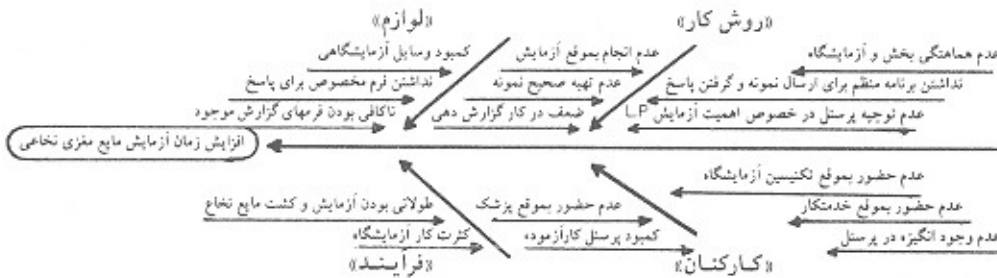 «روش کار»
«لوازم»
عدم هماهنگی بخش و آزمایشگاه
عدم انجام بموقع آزمایش
کمبود وسایل آزمایشگاهی
نداشتن برنامه منظم برای ارسال نمونه و گرفتن پاسخ
عدم تهیه صحیح نمونه
نداشتن فرم مخصوص برای پاسخ
عدم توجیه پرسنل در خصوص اهمیت آزمایش LP
ضعف در کار گزارش دهی
ناکافی بودن فرمهای گزارش موجود
افزایش زمان آزمایش مایع مغزی نخاعی
عدم حضور بموقع تکنیسین آزمایشگاه
عدم حضور بموقع خدمتکار
عدم حضور بموقع پزشک
طولانی بودن آزمایش و کشت مایع نخاع
عدم وجود انگیزه در پرسنل
کمبود پرسنل کارآزموده
کثرت کار آزمایشگاه
«کارکنان»
«فرآیند»